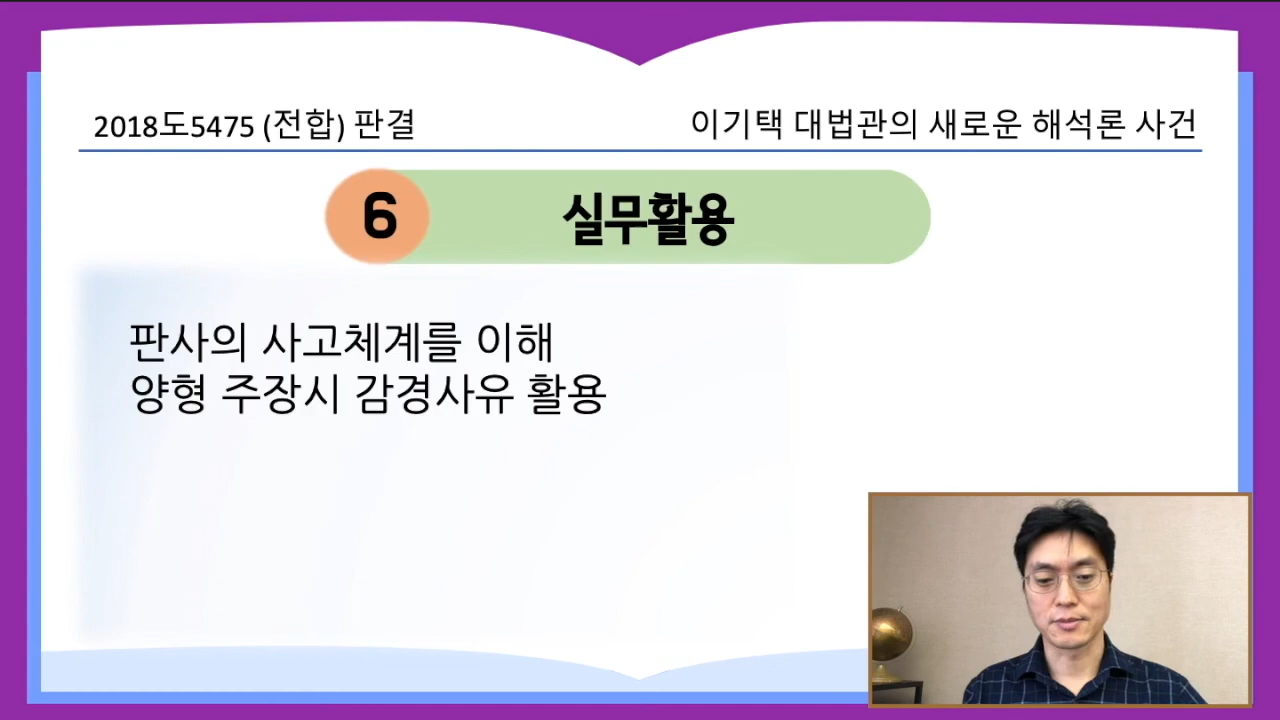 2018도5475 (전합) 판결
이기택 대법관의 새로운 해석론 사건
6
실무활용
판사의 사고체계를 이해
양형 주장시 감경사유 활용